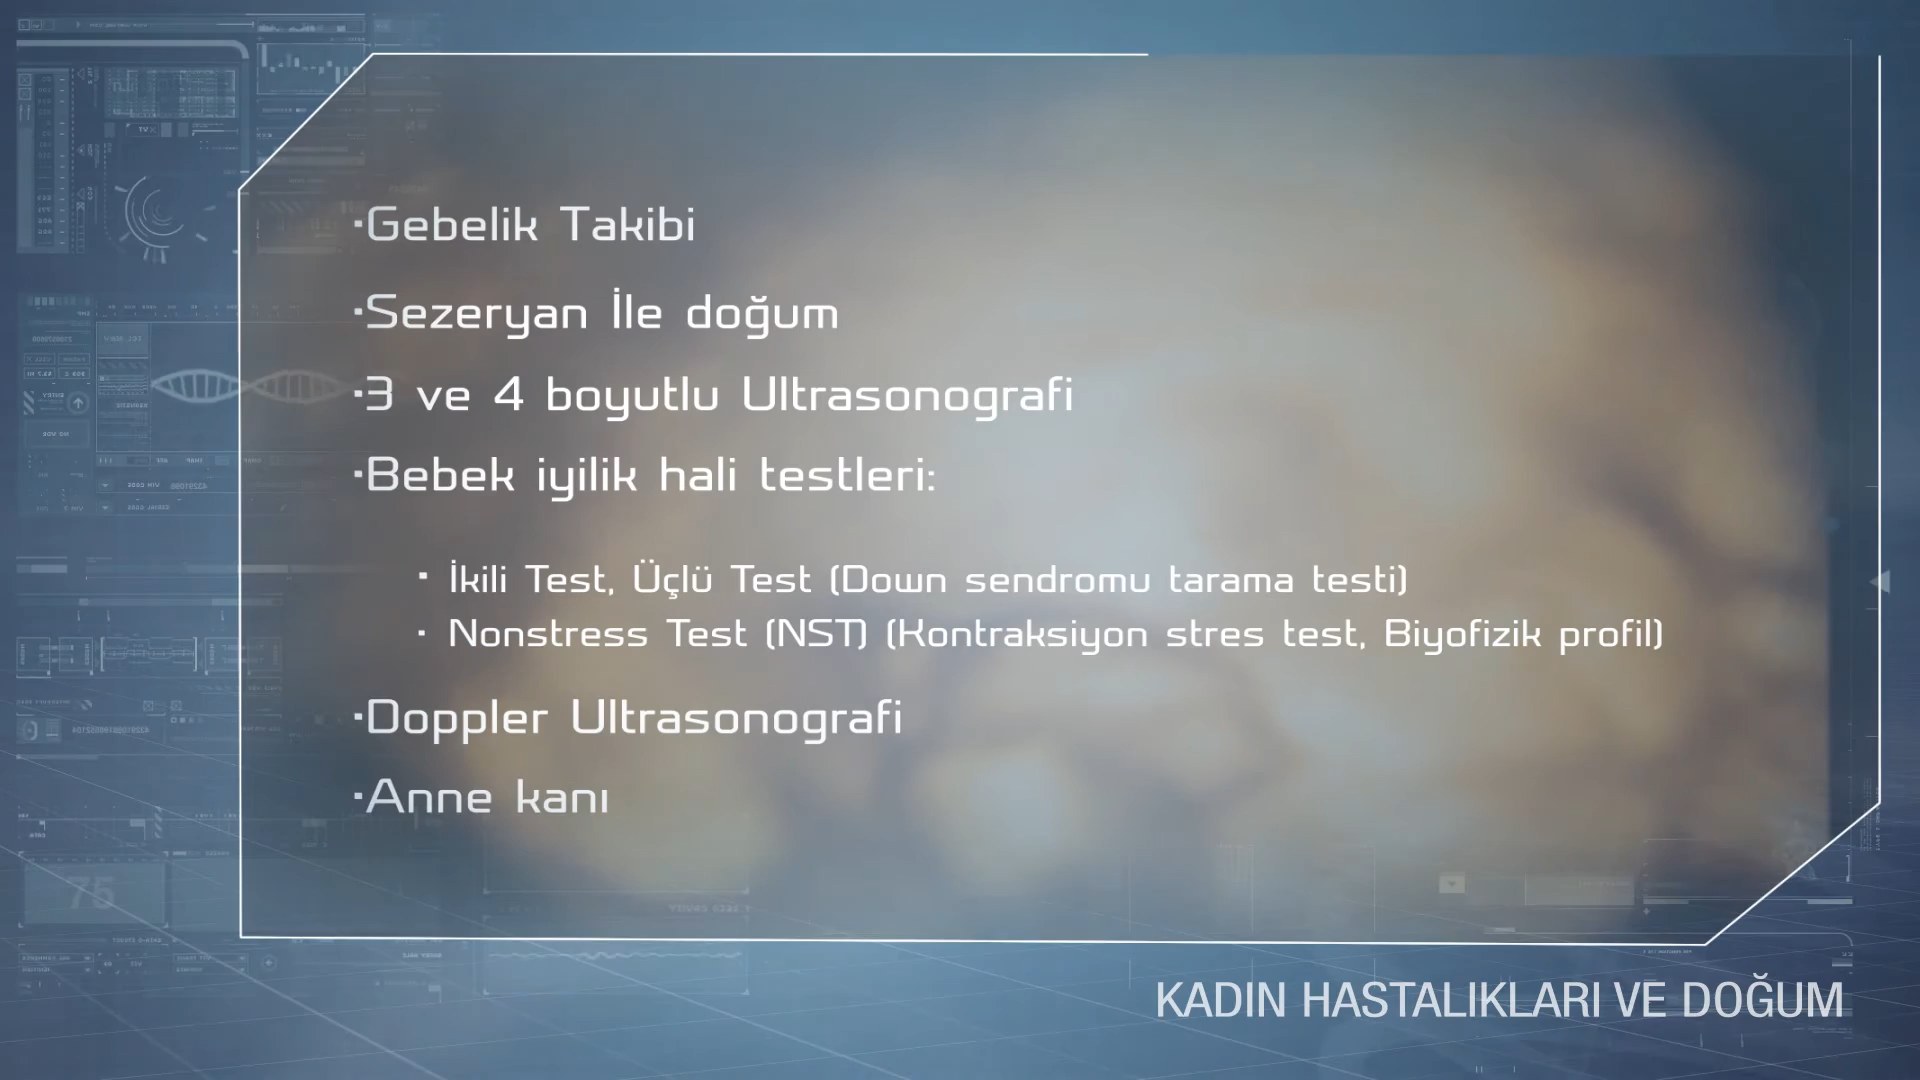 ·Gebelik Takibi
·Sezeryan İle doğum
·3 ve 4 boyutlu Ultrasonografi
·Bebek iyilik hali testleri:
· İkili Test, Üçlü Test (Down sendromu tarama testi)
· Nonstress Test (NST) (Kontraksiyon stres test, Biyofizik profil)
·Doppler Ultrasonografi
·Anne kanı
75
KADIN HASTALIKLARI VE DOĞUM